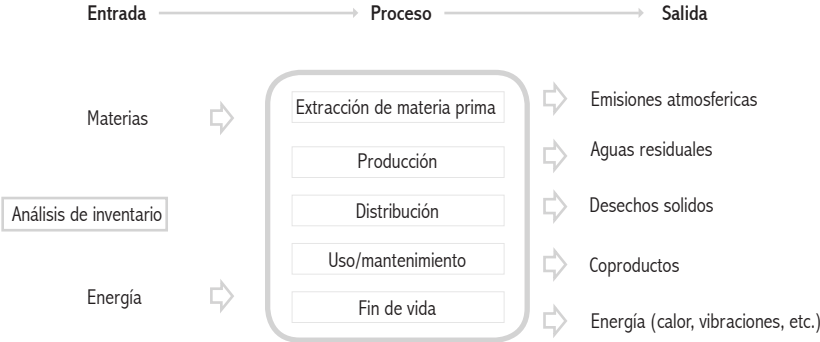 Entrada
Proceso
Salida
Materias
Extracción de materia prima
Emisiones atmosfericas
Producción
Aguas residuales
Análisis de inventario
Distribución
Desechos solidos
Uso/mantenimiento
Coproductos
Energía
Fin de vida
Energía (calor, vibraciones, etc.)